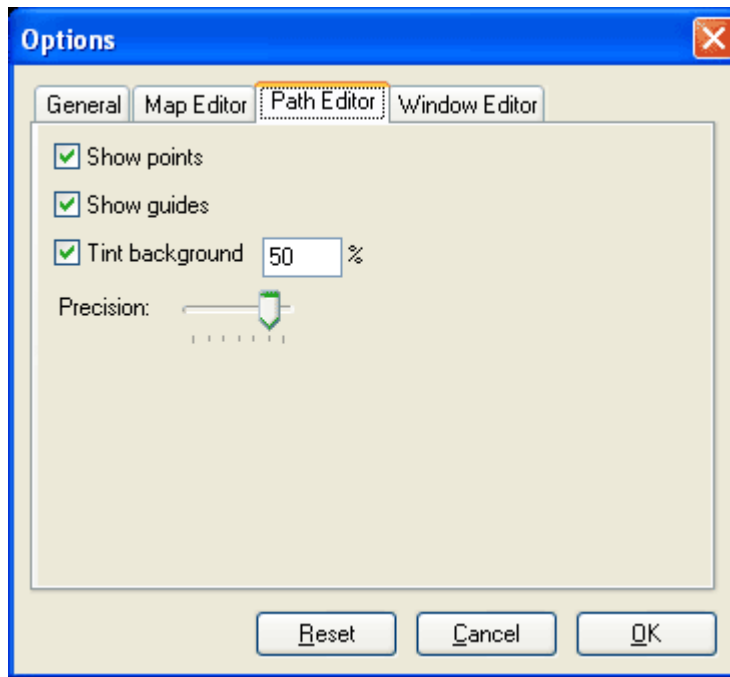 Options
General Map Editor Path Editor Window Editor
Show points
Show guides
Tint background 50 %
Precision:
Reset Cancel OK